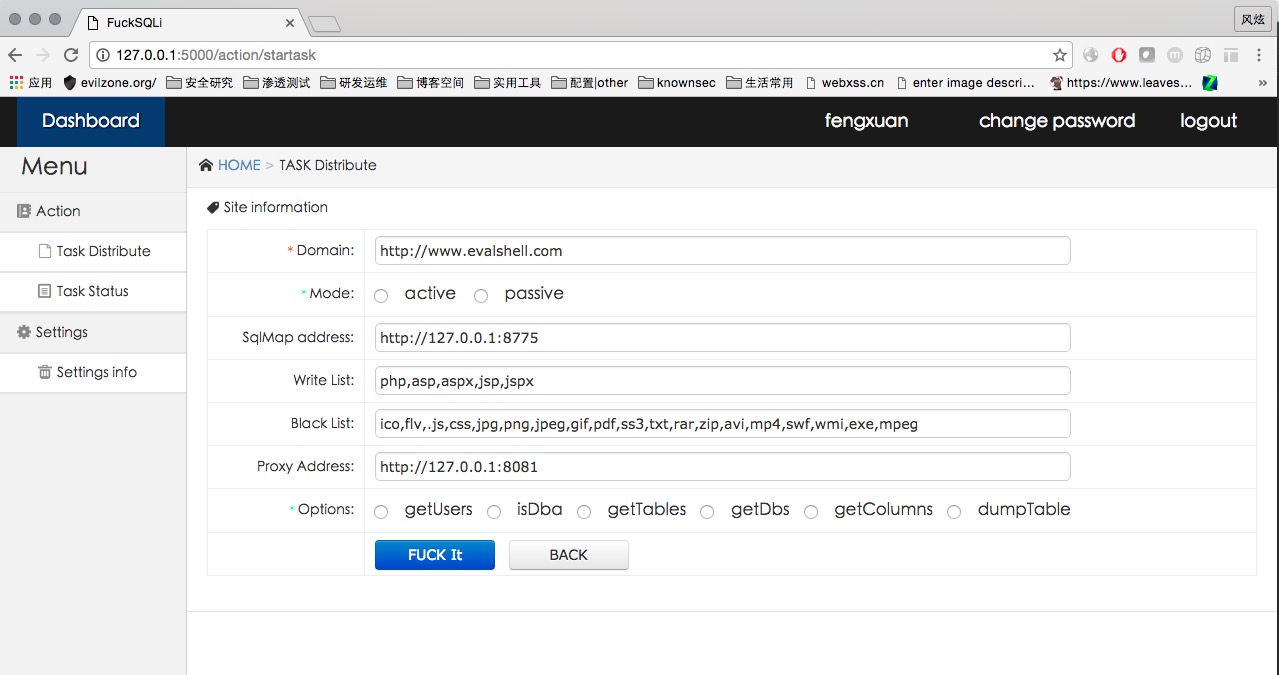 FuckSQLi
风炫
127.0.0.1:5000/action/startask
应用 evilzone.org/ 安全研究 渗透测试 研发运维 博客空间 实用工具 配置|other knownsec 生活常用 webxss.cn enter image descri... https://www.leaves... »
Dashboard fengxuan change password logout
Menu
HOME > TASK Distribute
Action
Site information
Task Distribute
* Domain: http://www.evalshell.com
Task Status
* Mode: active passive
Settings
SqlMap address: http://127.0.0.1:8775
Settings info
Write List: php,asp,aspx,jsp,jspx
Black List: ico,flv,.js,css,jpg,png,jpeg,gif,pdf,ss3,txt,rar,zip,avi,mp4,swf,wmi,exe,mpeg
Proxy Address: http://127.0.0.1:8081
* Options: getUsers isDba getTables getDbs getColumns dumpTable
FUCK It BACK